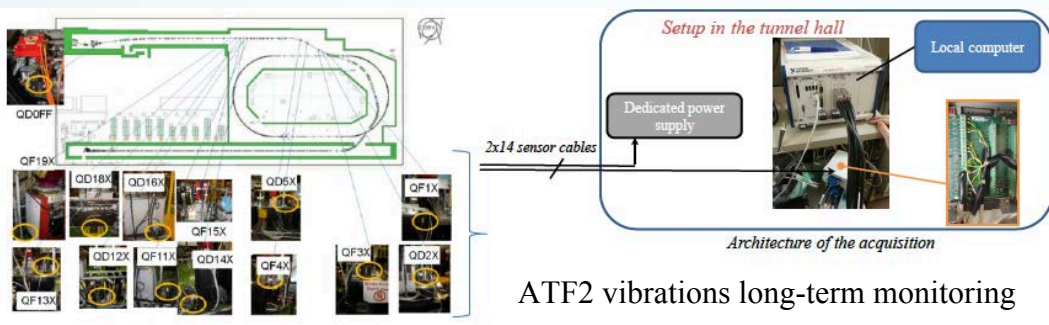 Setup in the tunnel hall
Local computer
Dedicated power
supply
2x14 sensor cables
QD0FF
QF19X
QD18X
QD16X
QF15X
QD5X
QF1X
QF13X
QD12X
QF11X
QD14X
QF4X
QF3X
QD2X
Architecture of the acquisition
ATF2 vibrations long-term monitoring